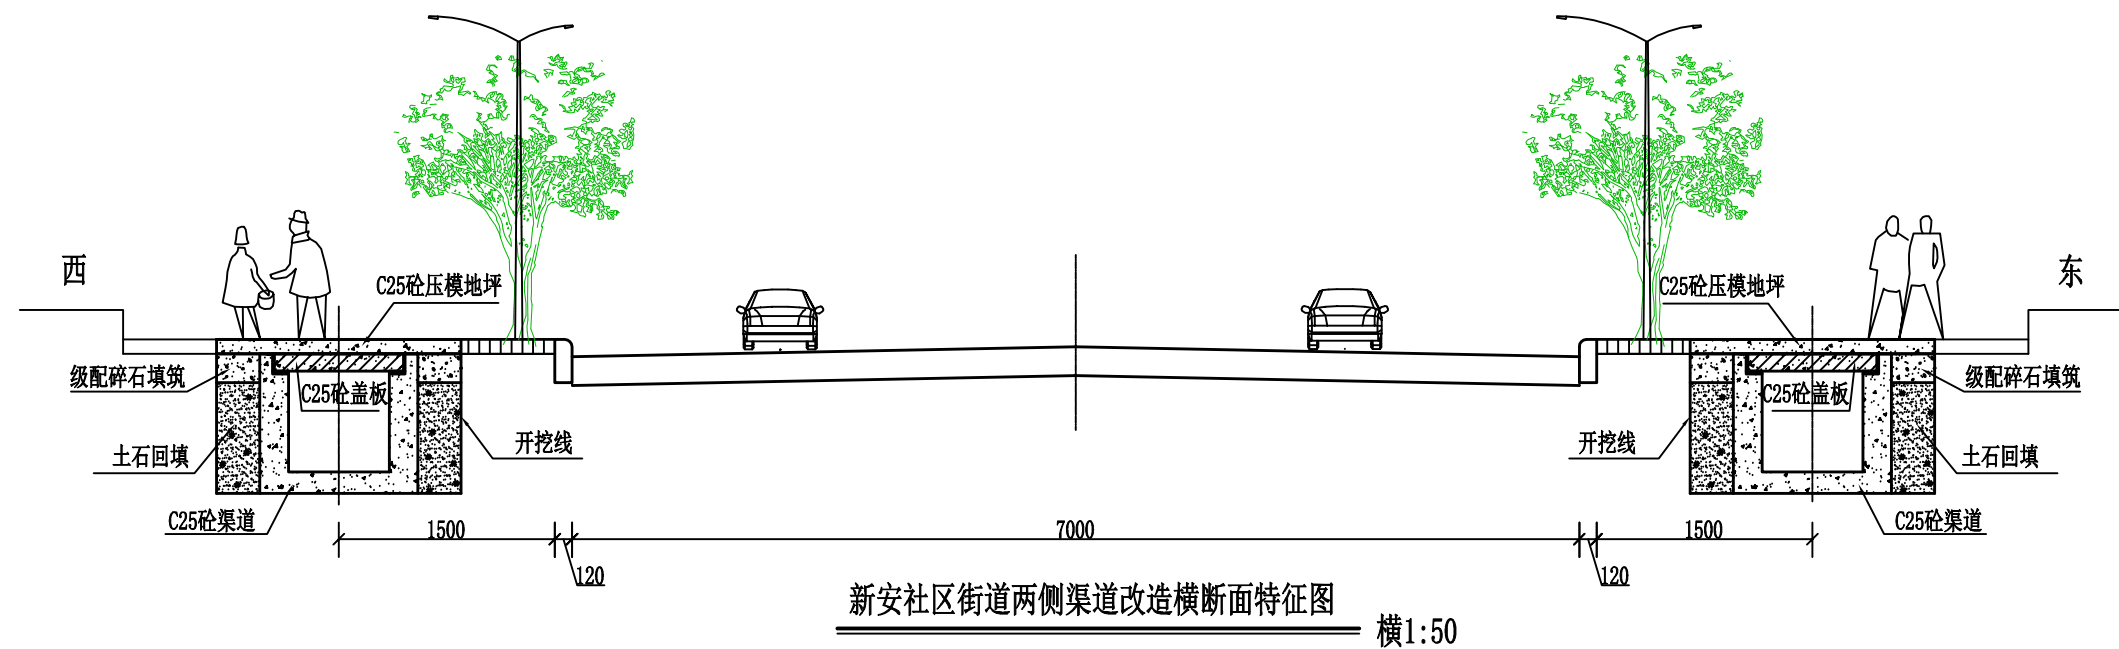 西
东
C25砼压模地坪
C25砼压模地坪
级配碎石填筑
C25砼盖板
C25砼盖板
级配碎石填筑
土石回填
开挖线
开挖线
土石回填
C25砼渠道
C25砼渠道
1500
7000
1500
120
120
新安社区街道两侧渠道改造横断面特征图
横1:50